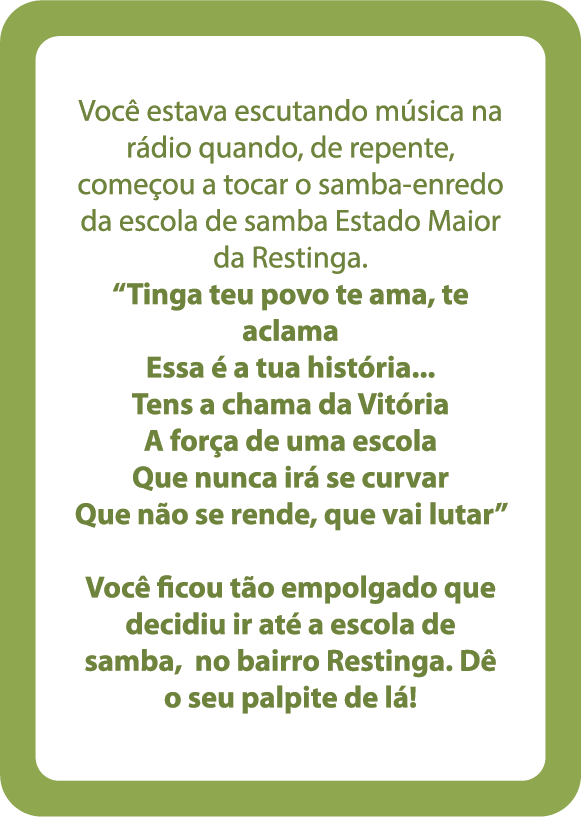 Você estava escutando música na
rádio quando, de repente,
começou a tocar o samba-enredo
da escola de samba Estado Maior
da Restinga.
“Tinga teu povo te ama, te
aclama
Essa é a tua história...
Tens a chama da Vitória
A força de uma escola
Que nunca irá se curvar
Que não se rende, que vai lutar”
Você ficou tão empolgado que
decidiu ir até a escola de
samba,  no bairro Restinga. Dê
o seu palpite de lá!